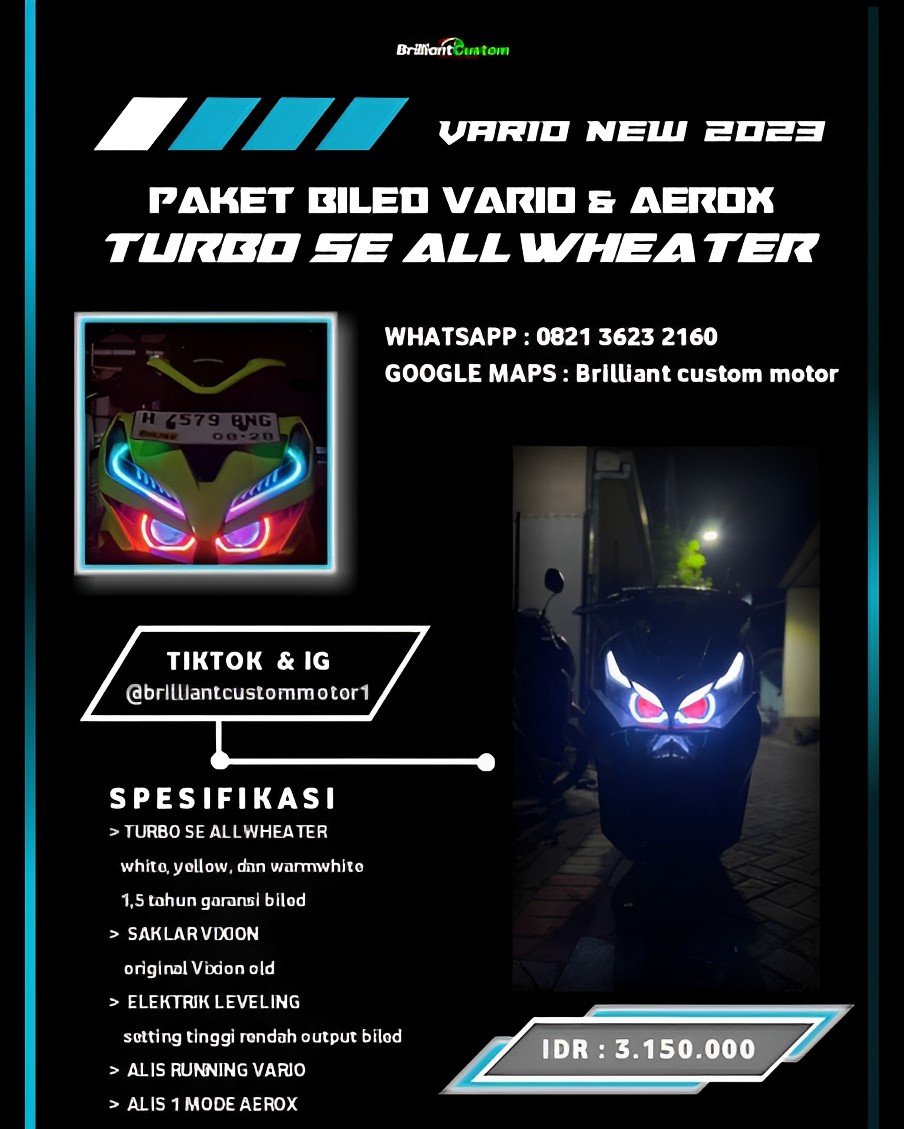 BrilliantCustom
VARIO NEW 2023
PAKET BILED VARIO & AEROX
TURBO SE ALLWHEATER
WHATSAPP : 0821 3623 2160
GOOGLE MAPS : Brilliant custom motor
H 6579 BNG
08·28
TIKTOK & IG
@brilliantcustommotor1
SPESIFIKASI
> TURBO SE ALLWHEATER
white, yellow, dan warmwhite
1,5 tahun garansi biled
> SAKLAR VIXION
original Vixion old
> ELEKTRIK LEVELING
setting tinggi rendah output biled
> ALIS RUNNING VARIO
> ALIS 1 MODE AEROX
IDR : 3.150.000